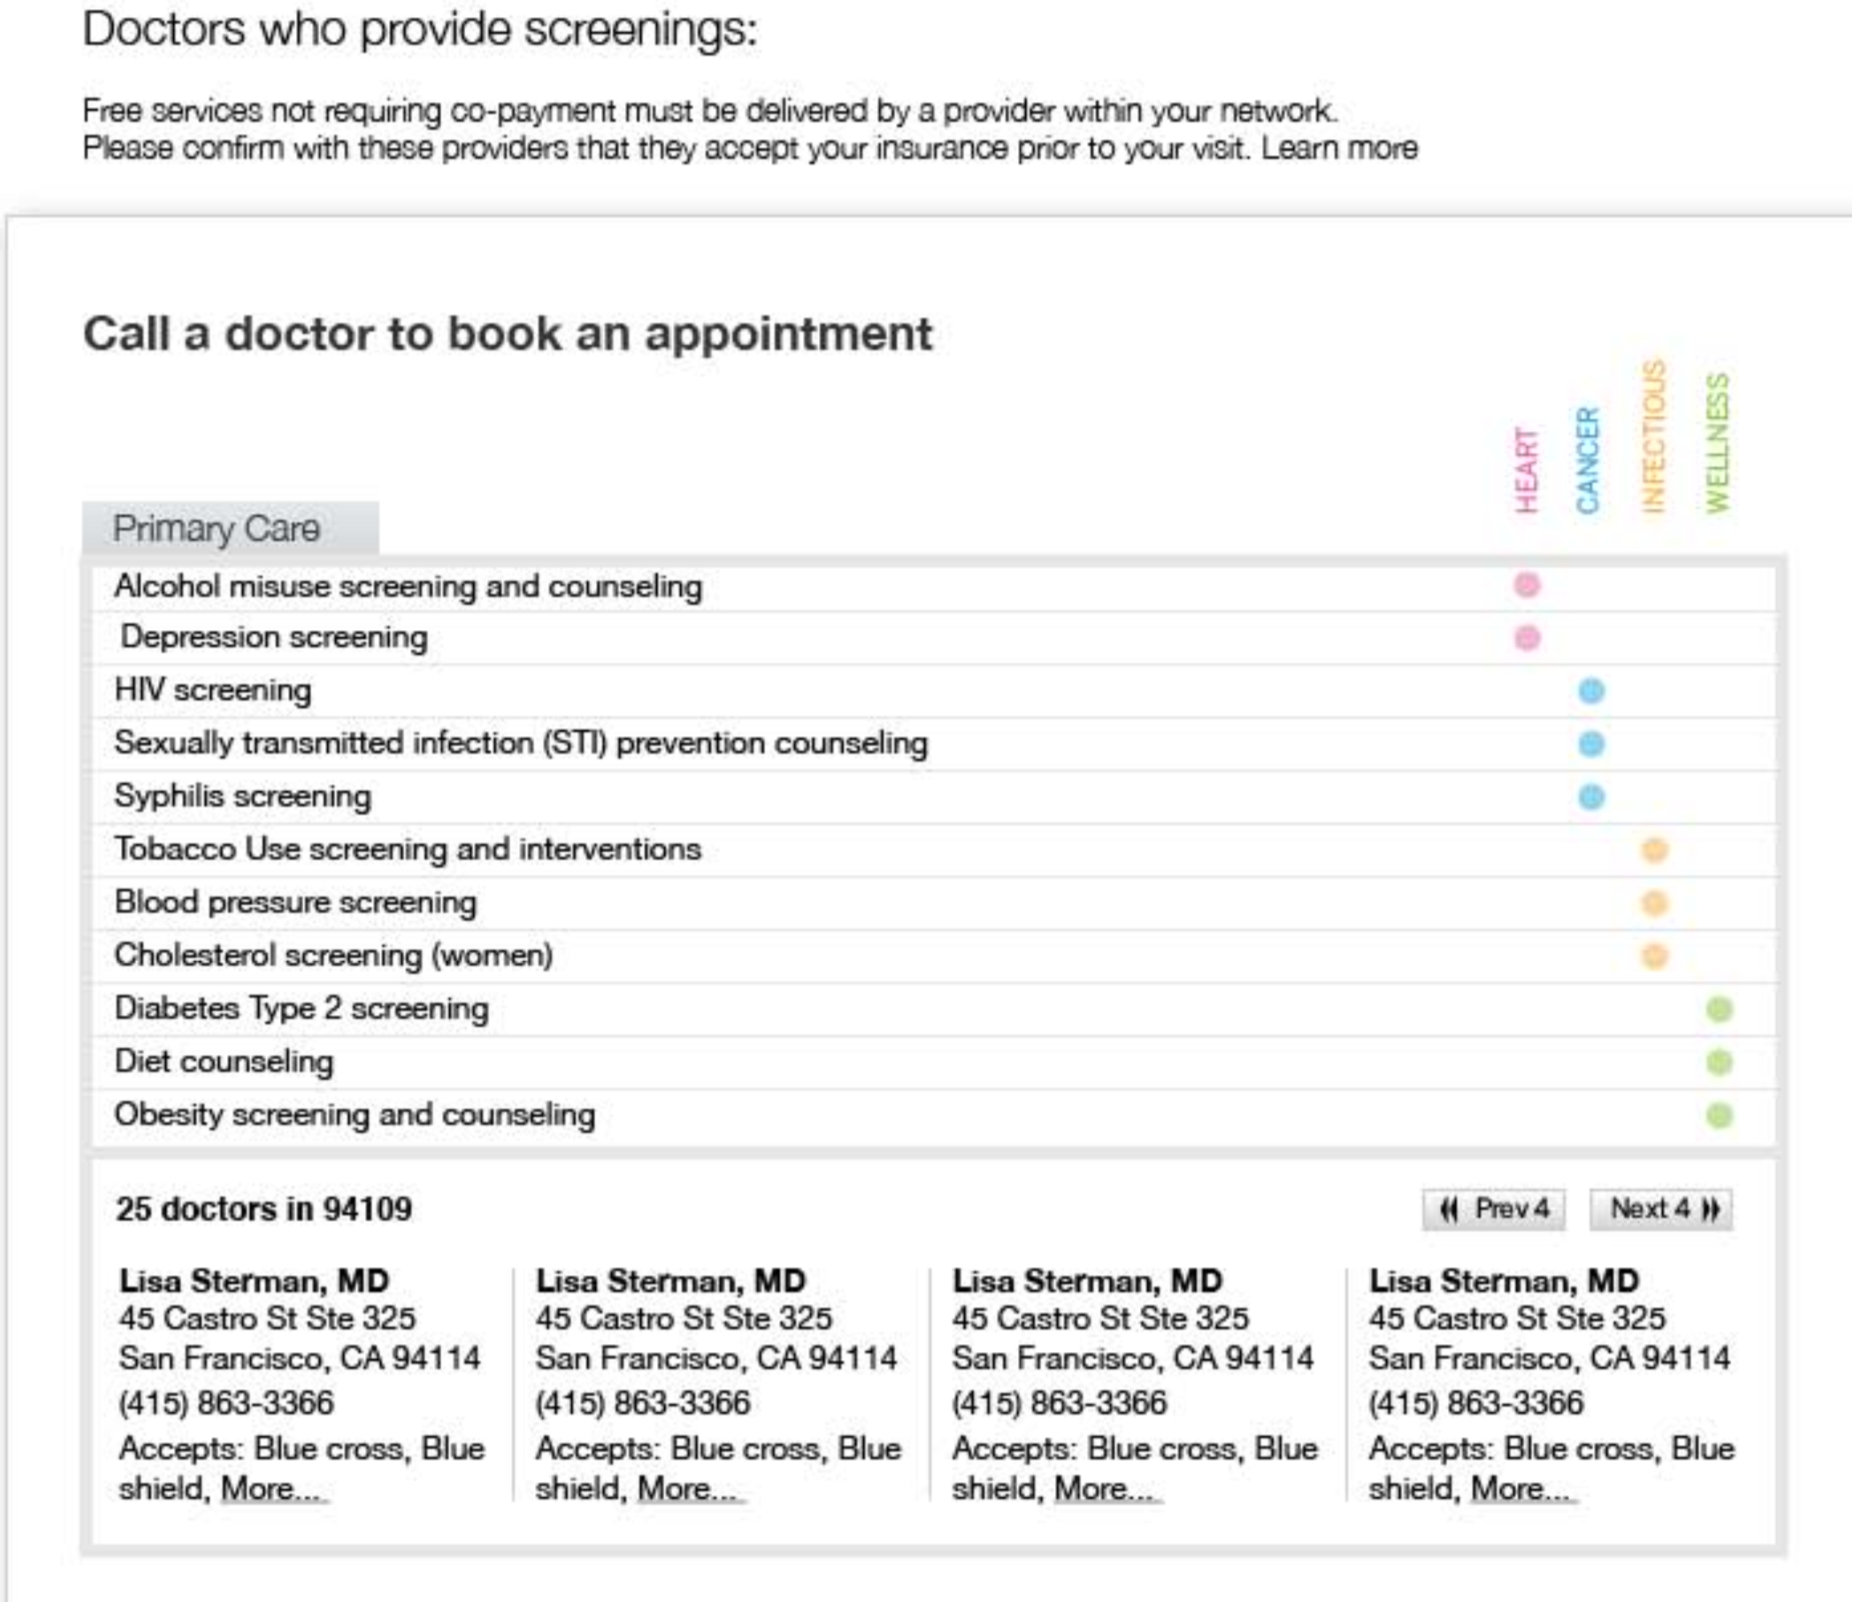 Doctors who provide screenings:
Free services not requiring co-payment must be delivered by a provider within your network.
Please confirm with these providers that they accept your insurance prior to your visit. Learn more
Call a doctor to book an appointment
HEART
CANCER
INFECTIOUS
WELLNESS
Primary Care
Alcohol misuse screening and counseling
Depression screening
HIV screening
Sexually transmitted infection (STI) prevention counseling
Syphilis screening
Tobacco Use screening and interventions
Blood pressure screening
Cholesterol screening (women)
Diabetes Type 2 screening
Diet counseling
Obesity screening and counseling
25 doctors in 94109
Prev 4
Next 4
Lisa Sterman, MD
45 Castro St Ste 325
San Francisco, CA 94114
(415) 863-3366
Accepts: Blue cross, Blue
shield, More...
Lisa Sterman, MD
45 Castro St Ste 325
San Francisco, CA 94114
(415) 863-3366
Accepts: Blue cross, Blue
shield, More...
Lisa Sterman, MD
45 Castro St Ste 325
San Francisco, CA 94114
(415) 863-3366
Accepts: Blue cross, Blue
shield, More...
Lisa Sterman, MD
45 Castro St Ste 325
San Francisco, CA 94114
(415) 863-3366
Accepts: Blue cross, Blue
shield, More...